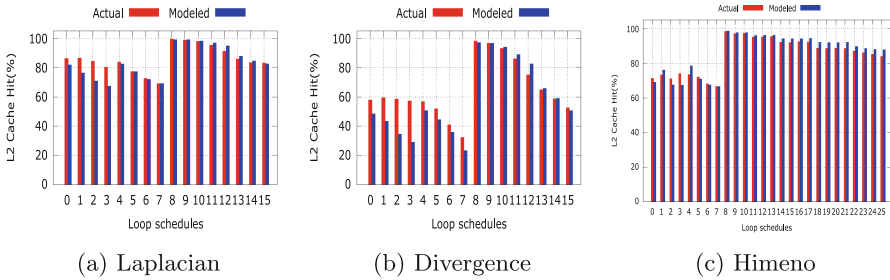 Actual Modeled
L2 Cache Hit(%)
100
80
60
40
20
0
0 1 2 3 4 5 6 7 8 9 10 11 12 13 14 15
Loop schedules
(a) Laplacian
Actual Modeled
L2 Cache Hit(%)
100
80
60
40
20
0
0 1 2 3 4 5 6 7 8 9 10 11 12 13 14 15
Loop schedules
(b) Divergence
Actual Modeled
L2 Cache Hit(%)
100
80
60
40
20
0
0 1 2 3 4 5 6 7 8 9 10 11 12 13 14 15 16 17 18 19 20 21 22 23 24 25
Loop schedules
(c) Himeno